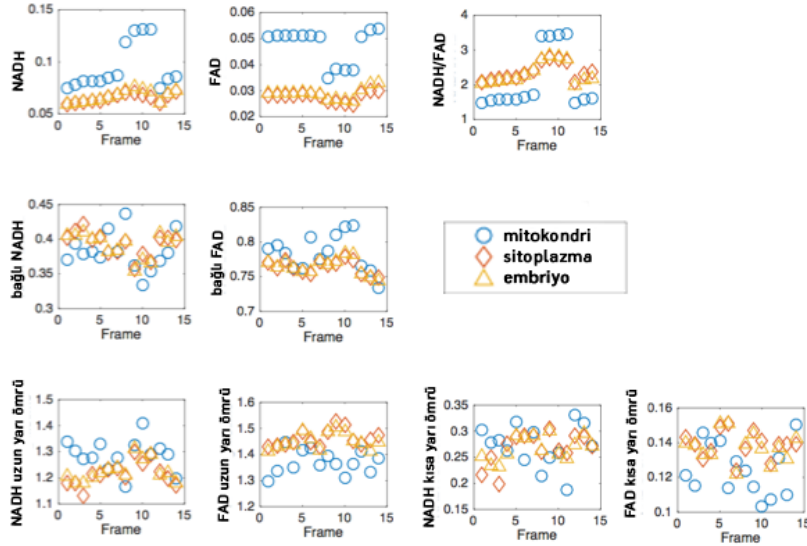 NADH
0.15
0.1
0.05
0 5 10 15
Frame
FAD
0.06
0.05
0.04
0.03
0.02
0 5 10 15
Frame
NADH/FAD
4
3
2
1
0 5 10 15
Frame
bağlı NADH
0.45
0.4
0.35
0.3
0 5 10 15
Frame
bağlı FAD
0.85
0.8
0.75
0.7
0 5 10 15
Frame
mitokondri
sitoplazma
embriyo
NADH uzun yarı ömrü
1.5
1.4
1.3
1.2
1.1
0 5 10 15
Frame
FAD uzun yarı ömrü
1.6
1.5
1.4
1.3
1.2
0 5 10 15
Frame
NADH kısa yarı ömrü
0.35
0.3
0.25
0.2
0.15
0 5 10 15
Frame
FAD kısa yarı ömrü
0.16
0.14
0.12
0.1
0 5 10 15
Frame